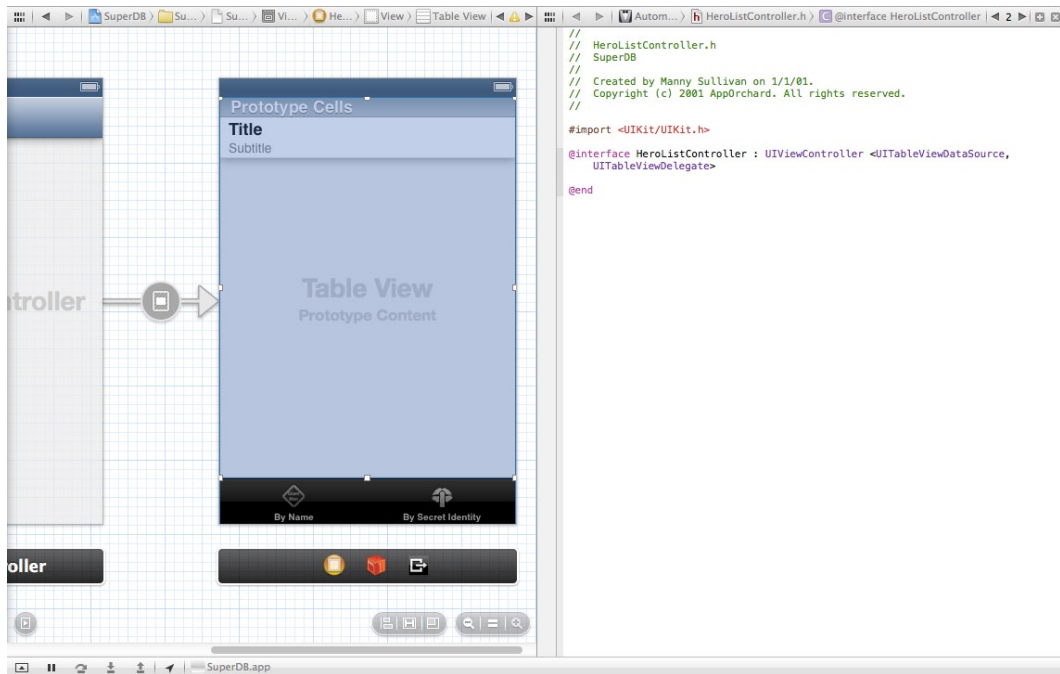 SuperDB
Su...
Su...
Vi...
He...
View
Table View
Autom...
h HeroListController.h
C @interface HeroListController
2
//
//  HeroListController.h
//  SuperDB
//
//  Created by Manny Sullivan on 1/1/01.
//  Copyright (c) 2001 AppOrchard. All rights reserved.
//
#import <UIKit/UIKit.h>
@interface HeroListController : UIViewController <UITableViewDataSource,
UITableViewDelegate>
@end
Prototype Cells
Title
Subtitle
ntroller
Table View
Prototype Content
By Name
By Secret Identity
roller
SuperDB.app